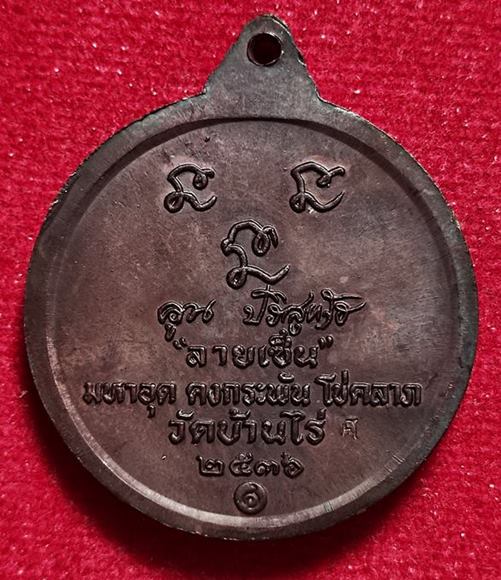 คูณ ปริสุทฺโธ
"ลายเซ็น"
มหาอุด คงกระพัน โชคลาภ
วัดบ้านไร่ ศ
๒๕๓๖
๑